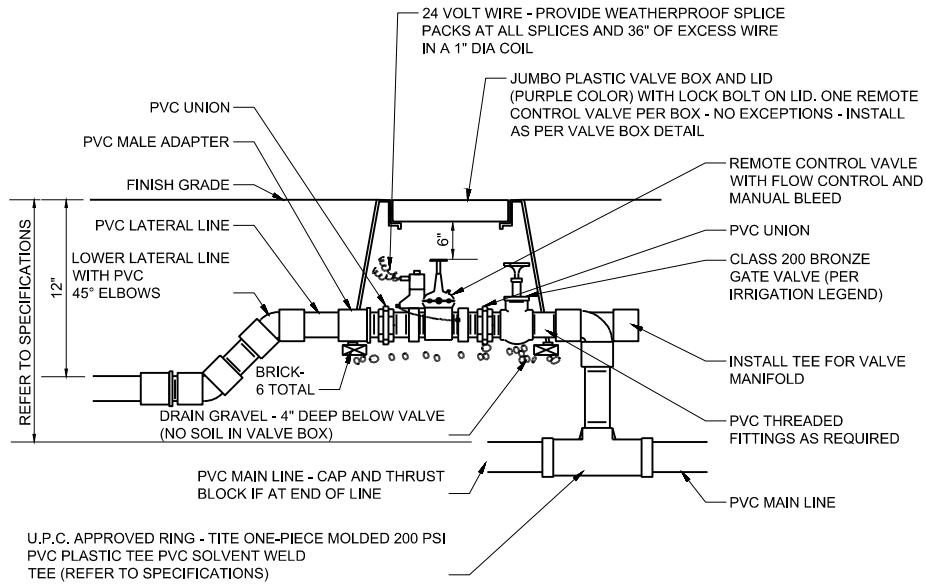 24 VOLT WIRE - PROVIDE WEATHERPROOF SPLICE
PACKS AT ALL SPLICES AND 36" OF EXCESS WIRE
IN A 1" DIA COIL
JUMBO PLASTIC VALVE BOX AND LID
(PURPLE COLOR) WITH LOCK BOLT ON LID. ONE REMOTE
CONTROL VALVE PER BOX - NO EXCEPTIONS - INSTALL
AS PER VALVE BOX DETAIL
PVC UNION
PVC MALE ADAPTER
FINISH GRADE
PVC LATERAL LINE
LOWER LATERAL LINE
WITH PVC
45° ELBOWS
REFER TO SPECIFICATIONS
12"
6"
REMOTE CONTROL VAVLE
WITH FLOW CONTROL AND
MANUAL BLEED
PVC UNION
CLASS 200 BRONZE
GATE VALVE (PER
IRRIGATION LEGEND)
BRICK-
6 TOTAL
INSTALL TEE FOR VALVE
MANIFOLD
DRAIN GRAVEL - 4" DEEP BELOW VALVE
(NO SOIL IN VALVE BOX)
PVC THREADED
FITTINGS AS REQUIRED
PVC MAIN LINE - CAP AND THRUST
BLOCK IF AT END OF LINE
PVC MAIN LINE
U.P.C. APPROVED RING - TITE ONE-PIECE MOLDED 200 PSI
PVC PLASTIC TEE PVC SOLVENT WELD
TEE (REFER TO SPECIFICATIONS)